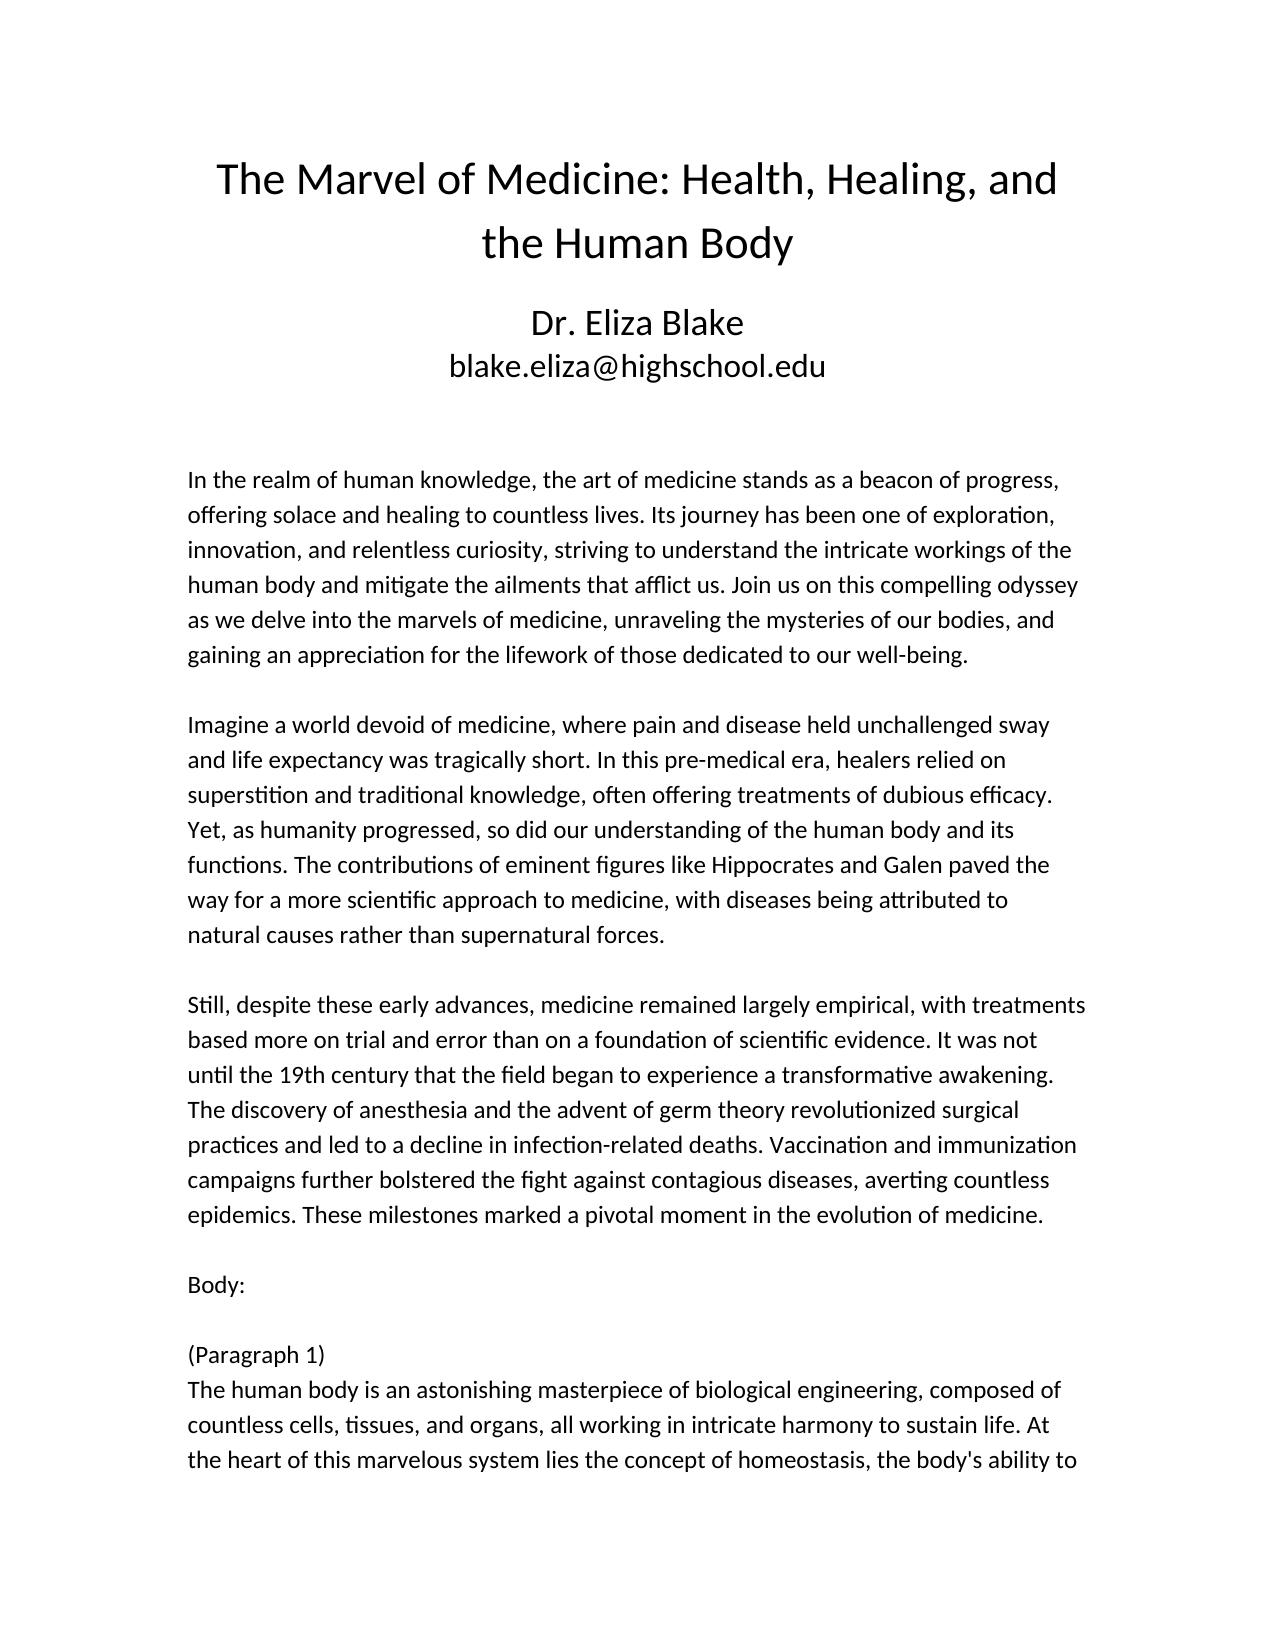 The Marvel of Medicine: Health, Healing, and
the Human Body
Dr. Eliza Blake
blake.eliza@highschool.edu
In the realm of human knowledge, the art of medicine stands as a beacon of progress,
offering solace and healing to countless lives. Its journey has been one of exploration,
innovation, and relentless curiosity, striving to understand the intricate workings of the
human body and mitigate the ailments that afflict us. Join us on this compelling odyssey
as we delve into the marvels of medicine, unraveling the mysteries of our bodies, and
gaining an appreciation for the lifework of those dedicated to our well-being.
Imagine a world devoid of medicine, where pain and disease held unchallenged sway
and life expectancy was tragically short. In this pre-medical era, healers relied on
superstition and traditional knowledge, often offering treatments of dubious efficacy.
Yet, as humanity progressed, so did our understanding of the human body and its
functions. The contributions of eminent figures like Hippocrates and Galen paved the
way for a more scientific approach to medicine, with diseases being attributed to
natural causes rather than supernatural forces.
Still, despite these early advances, medicine remained largely empirical, with treatments
based more on trial and error than on a foundation of scientific evidence. It was not
until the 19th century that the field began to experience a transformative awakening.
The discovery of anesthesia and the advent of germ theory revolutionized surgical
practices and led to a decline in infection-related deaths. Vaccination and immunization
campaigns further bolstered the fight against contagious diseases, averting countless
epidemics. These milestones marked a pivotal moment in the evolution of medicine.
Body:
(Paragraph 1)
The human body is an astonishing masterpiece of biological engineering, composed of
countless cells, tissues, and organs, all working in intricate harmony to sustain life. At
the heart of this marvelous system lies the concept of homeostasis, the body's ability to